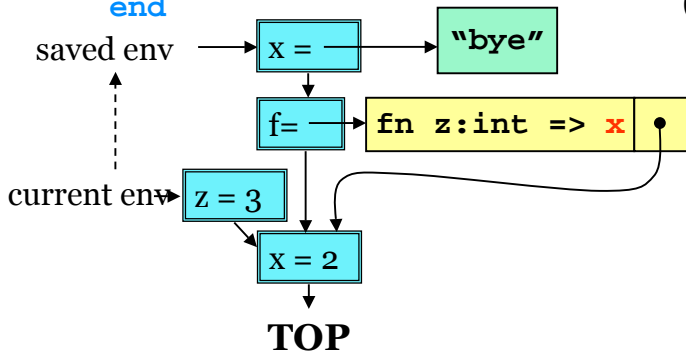 end
saved env
x =
"bye"
f=
fn z:int => x
current env
z = 3
x = 2
TOP